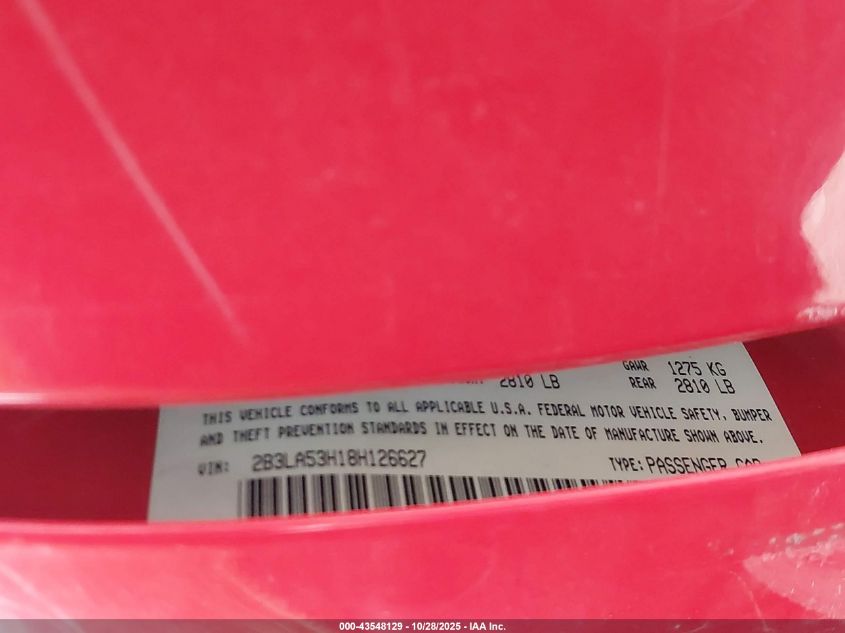 2810 LB
GAWR 1275 KG
REAR 2810 LB
THIS VEHICLE CONFORMS TO ALL APPLICABLE U.S.A. FEDERAL MOTOR VEHICLE SAFETY, BUMPER
AND THEFT PREVENTION STANDARDS IN EFFECT ON THE DATE OF MANUFACTURE SHOWN ABOVE.
VIN: 2B3LA53H18H126627 TYPE: PASSENGER CAR
000-43548129 - 10/28/2025 - IAA Inc.